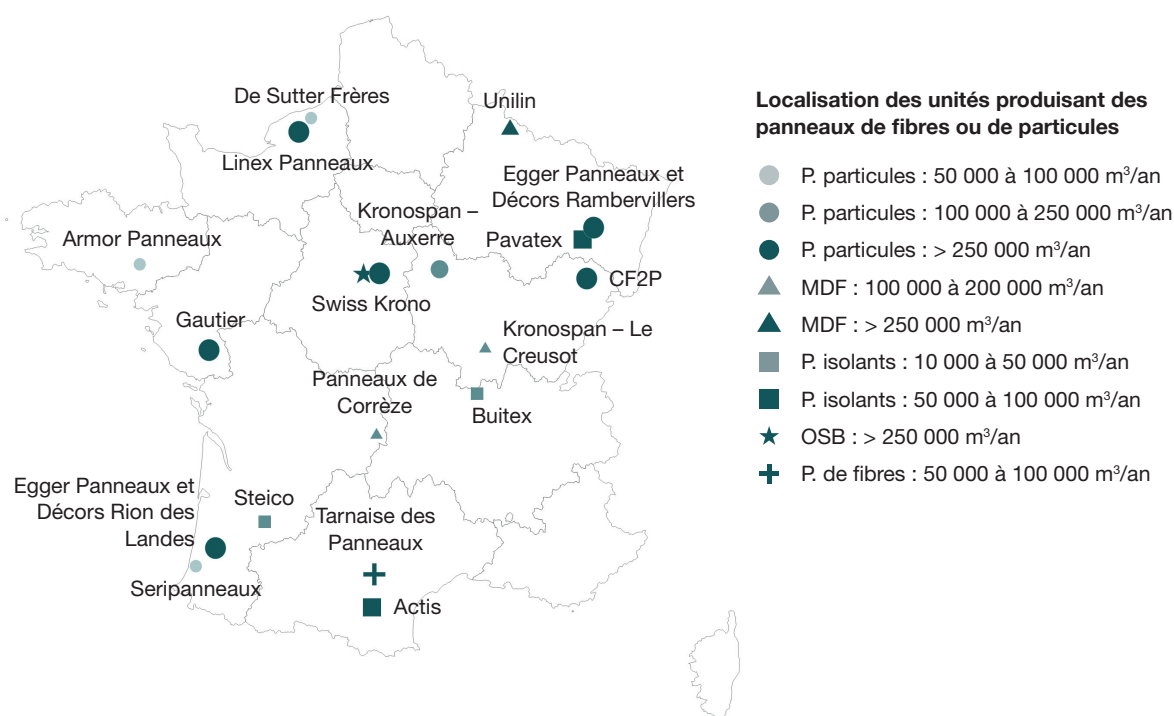 De Sutter Frères
Unilin
Linex Panneaux
Egger Panneaux et
Décors Rambervillers
Kronospan –
Auxerre
Armor Panneaux
Pavatex
CF2P
Swiss Krono
Gautier
Kronospan – Le
Creusot
Panneaux de
Corrèze
Buitex
Egger Panneaux et
Décors Rion des
Landes
Steico
Tarnaise des
Panneaux
Seripanneaux
Actis
Localisation des unités produisant des
panneaux de fibres ou de particules
P. particules : 50 000 à 100 000 m³/an
P. particules : 100 000 à 250 000 m³/an
P. particules : > 250 000 m³/an
MDF : 100 000 à 200 000 m³/an
MDF : > 250 000 m³/an
P. isolants : 10 000 à 50 000 m³/an
P. isolants : 50 000 à 100 000 m³/an
OSB : > 250 000 m³/an
P. de fibres : 50 000 à 100 000 m³/an